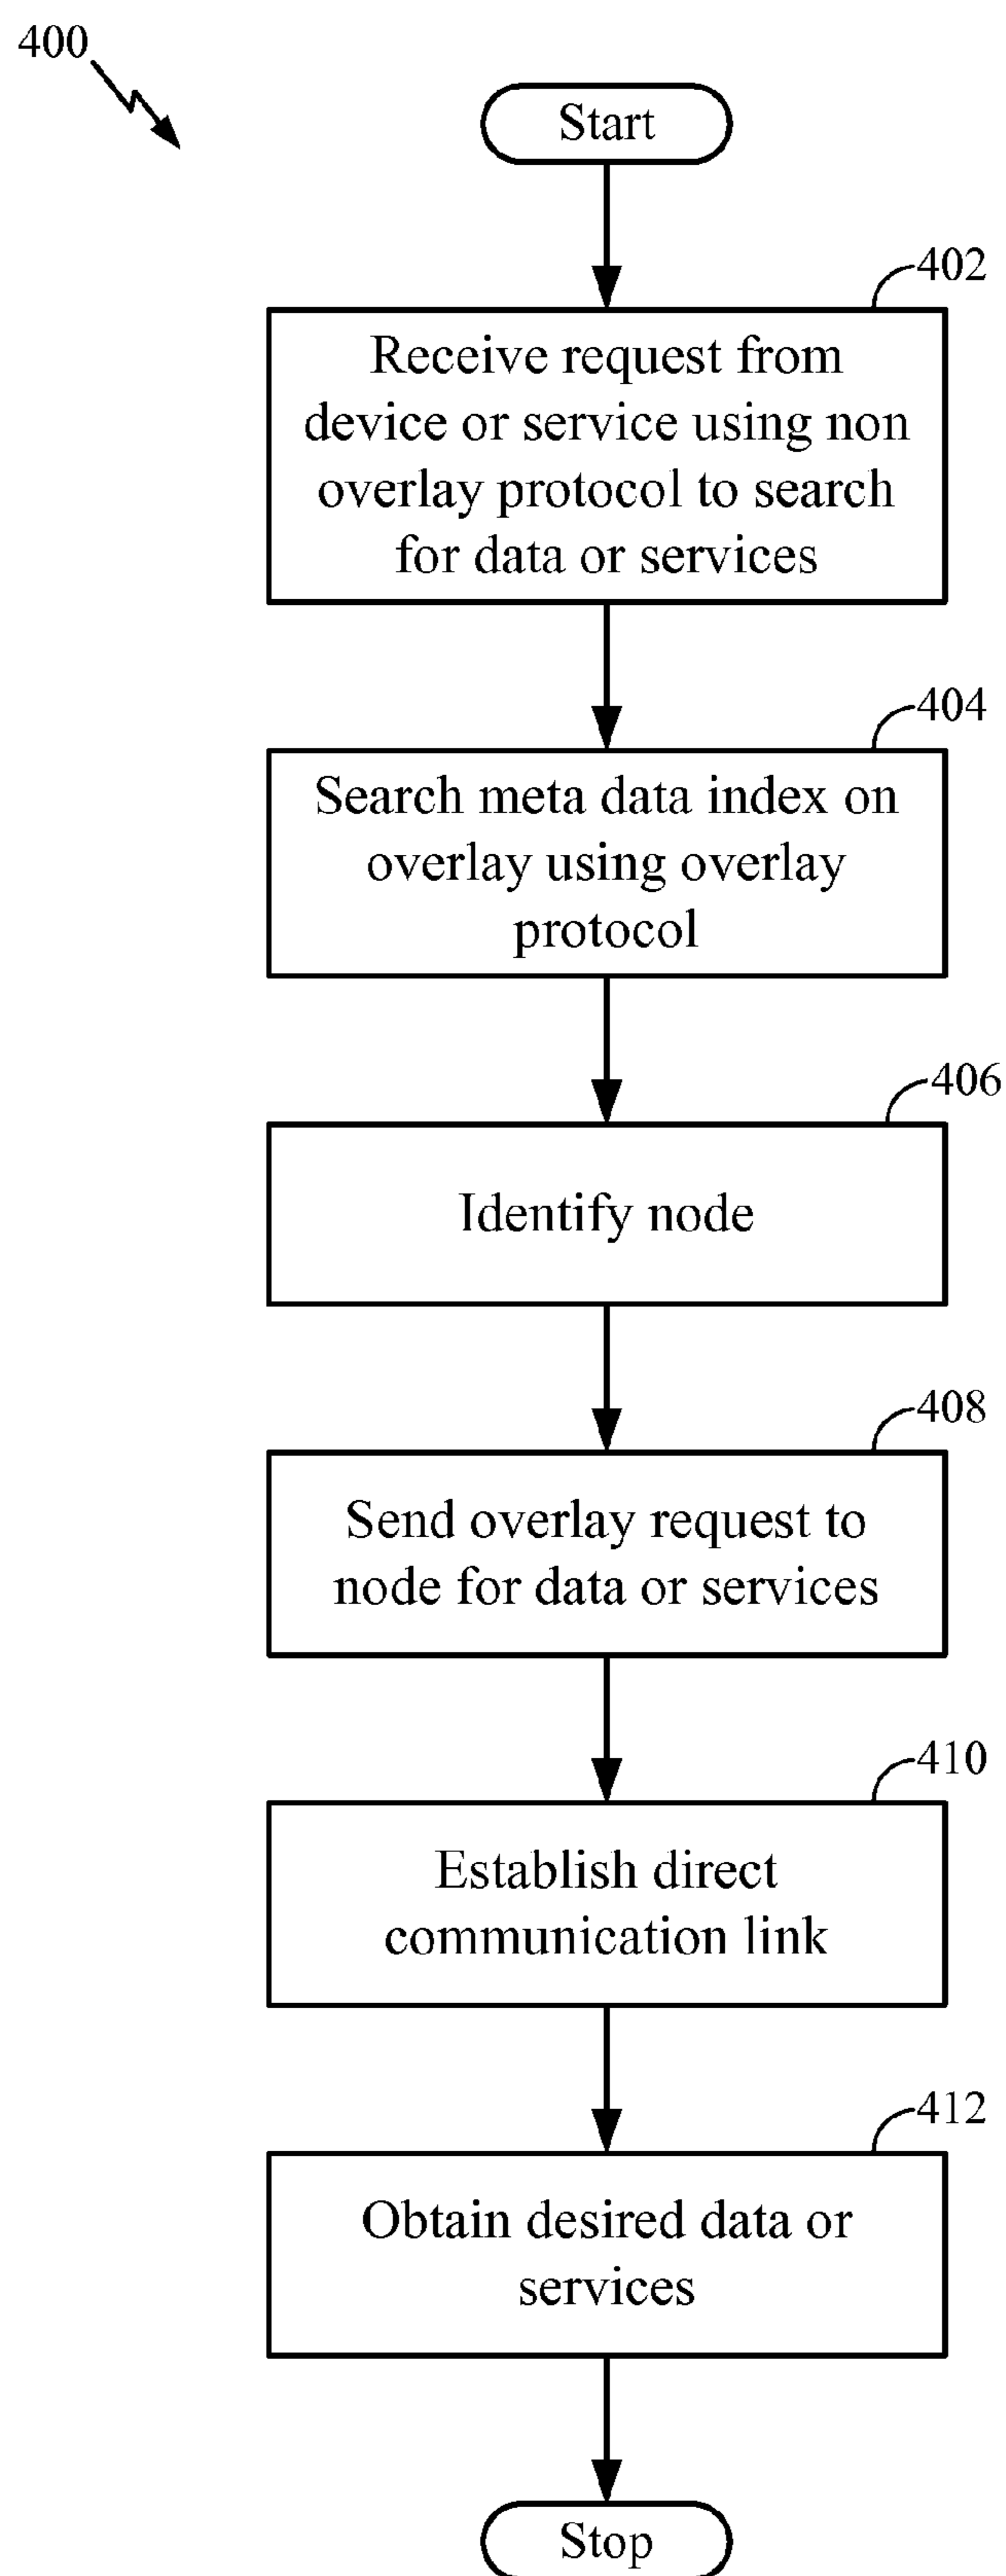 400
Start
402
Receive request from
device or service using non
overlay protocol to search
for data or services
404
Search meta data index on
overlay using overlay
protocol
406
Identify node
408
Send overlay request to
node for data or services
410
Establish direct
communication link
412
Obtain desired data or
services
Stop